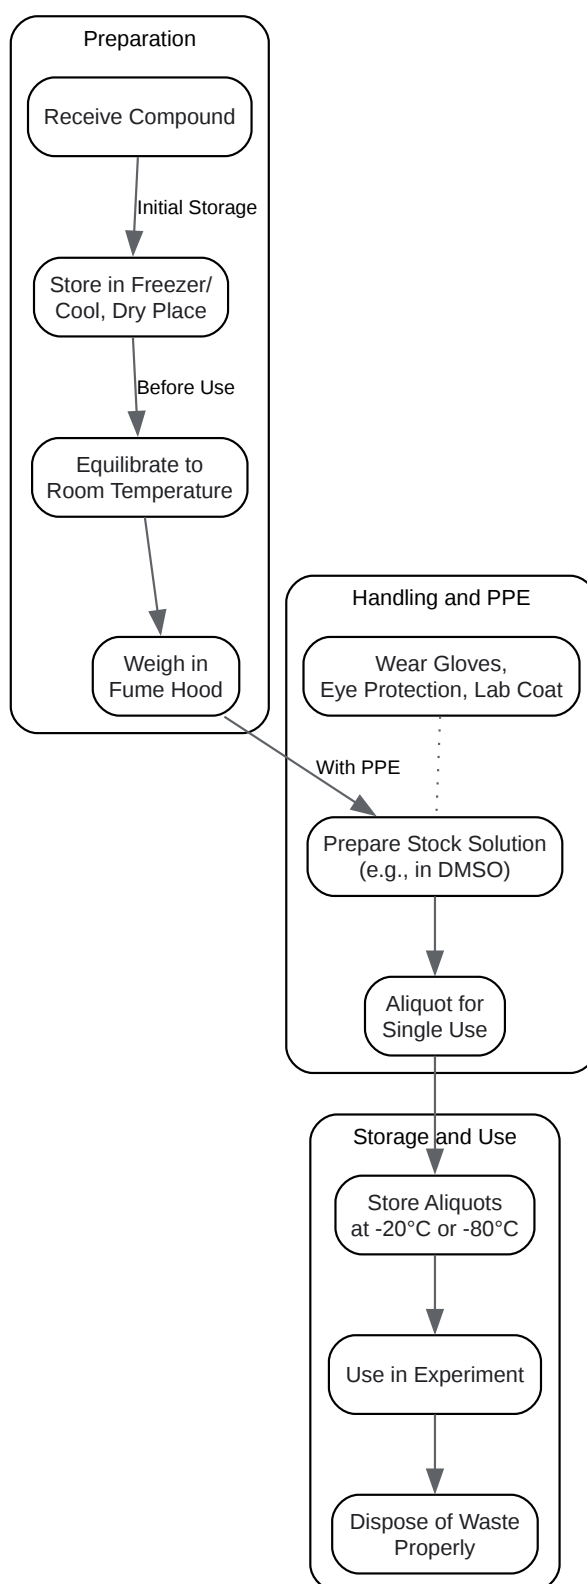 Preparation
Receive Compound
Initial Storage
Store in Freezer/
Cool, Dry Place
Before Use
Equilibrate to
Room Temperature
Weigh in
Fume Hood
Handling and PPE
Wear Gloves,
Eye Protection, Lab Coat
With PPE
Prepare Stock Solution
(e.g., in DMSO)
Aliquot for
Single Use
Storage and Use
Store Aliquots
at -20°C or -80°C
Use in Experiment
Dispose of Waste
Properly